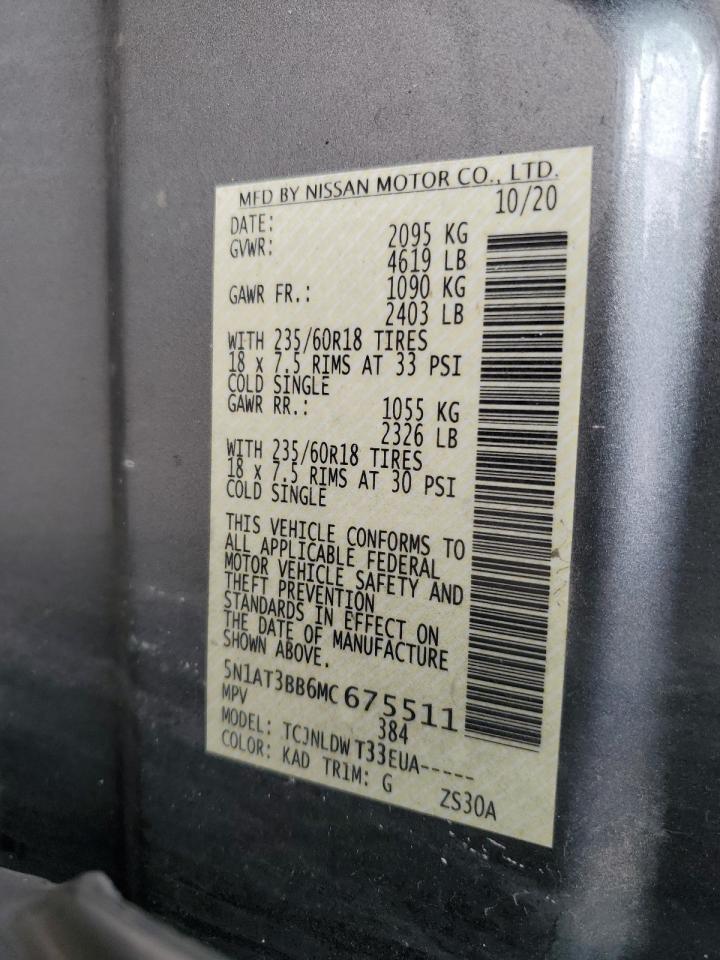 MFD BY NISSAN MOTOR CO., LTD.
DATE: 10/20
GVWR: 2095 KG
4619 LB
GAWR FR.: 1090 KG
2403 LB
WITH 235/60R18 TIRES
18 x 7.5 RIMS AT 33 PSI
COLD SINGLE
GAWR RR.: 1055 KG
2326 LB
WITH 235/60R18 TIRES
18 x 7.5 RIMS AT 30 PSI
COLD SINGLE
THIS VEHICLE CONFORMS TO
ALL APPLICABLE FEDERAL
MOTOR VEHICLE SAFETY AND
THEFT PREVENTION
STANDARDS IN EFFECT ON
THE DATE OF MANUFACTURE
SHOWN ABOVE.
5N1AT3BB6MC675511
MPV 384
MODEL: TCJNLDWT33EUA-----
COLOR: KAD TRIM: G ZS30A